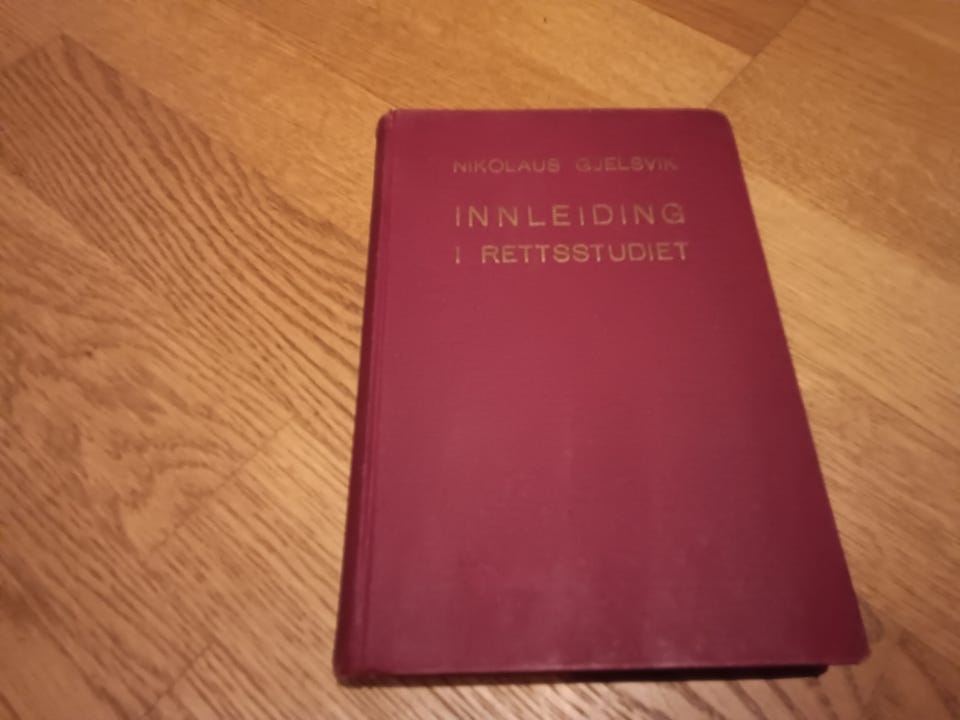 NIKOLAUS GJELSVIK
INNLEIDING
I RETTSSTUDIET